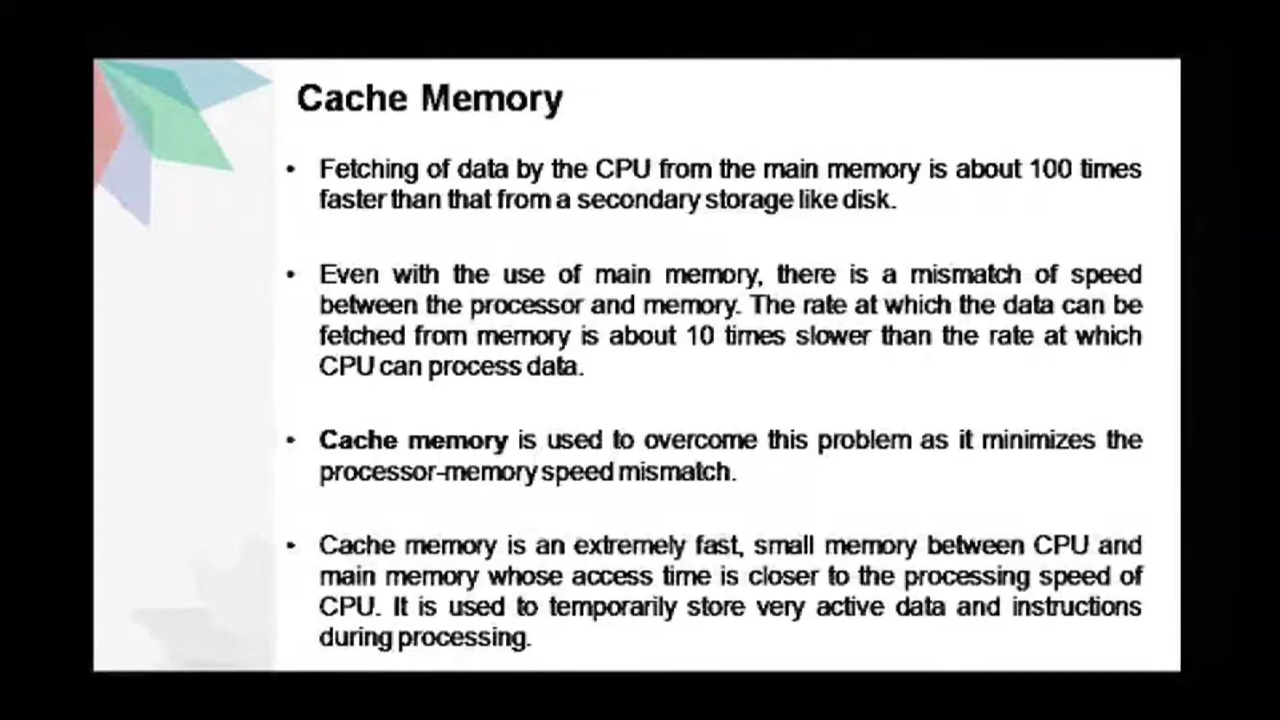 Cache Memory
• Fetching of data by the CPU from the main memory is about 100 times
faster than that from a secondary storage like disk.
• Even with the use of main memory, there is a mismatch of speed
between the processor and memory. The rate at which the data can be
fetched from memory is about 10 times slower than the rate at which
CPU can process data.
• Cache memory is used to overcome this problem as it minimizes the
processor-memory speed mismatch.
• Cache memory is an extremely fast, small memory between CPU and
main memory whose access time is closer to the processing speed of
CPU. It is used to temporarily store very active data and instructions
during processing.